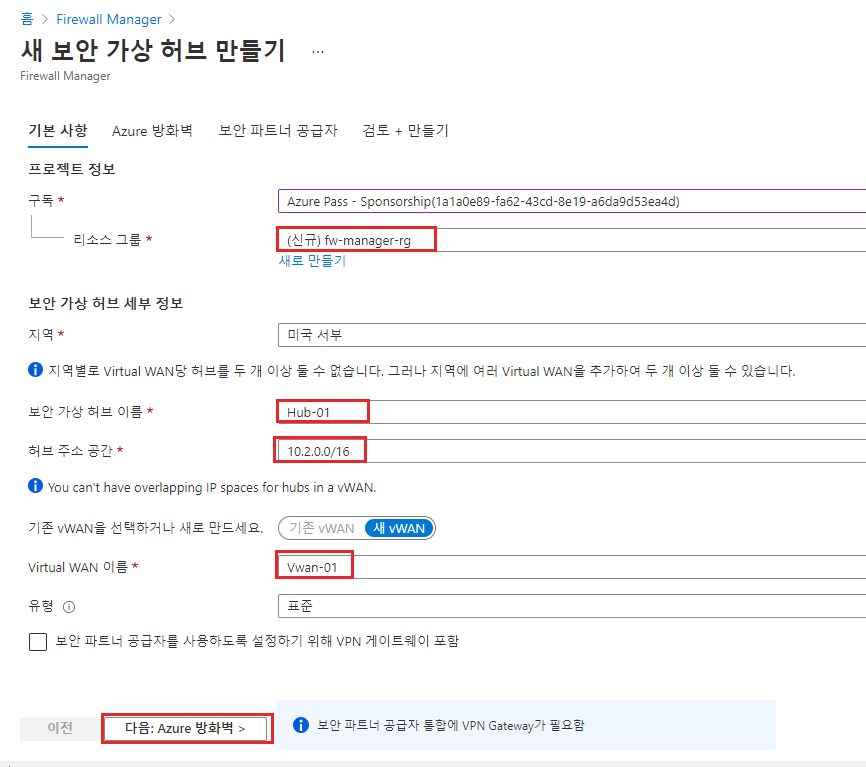 홈 > Firewall Manager >
새 보안 가상 허브 만들기 ...
Firewall Manager
기본 사항 Azure 방화벽 보안 파트너 공급자 검토 + 만들기
프로젝트 정보
구독 * Azure Pass - Sponsorship(1a1a0e89-fa62-43cd-8e19-a6da9d53ea4d)
리소스 그룹 * (신규) fw-manager-rg
새로 만들기
보안 가상 허브 세부 정보
지역 * 미국 서부
지역별로 Virtual WAN당 허브를 두 개 이상 둘 수 없습니다. 그러나 지역에 여러 Virtual WAN을 추가하여 두 개 이상 둘 수 있습니다.
보안 가상 허브 이름 * Hub-01
허브 주소 공간 * 10.2.0.0/16
You can't have overlapping IP spaces for hubs in a vWAN.
기존 vWAN을 선택하거나 새로 만드세요. 기존 vWAN 새 vWAN
Virtual WAN 이름 * Vwan-01
유형 표준
보안 파트너 공급자를 사용하도록 설정하기 위해 VPN 게이트웨이 포함
이전 다음: Azure 방화벽 > 보안 파트너 공급자 통합에 VPN Gateway가 필요함